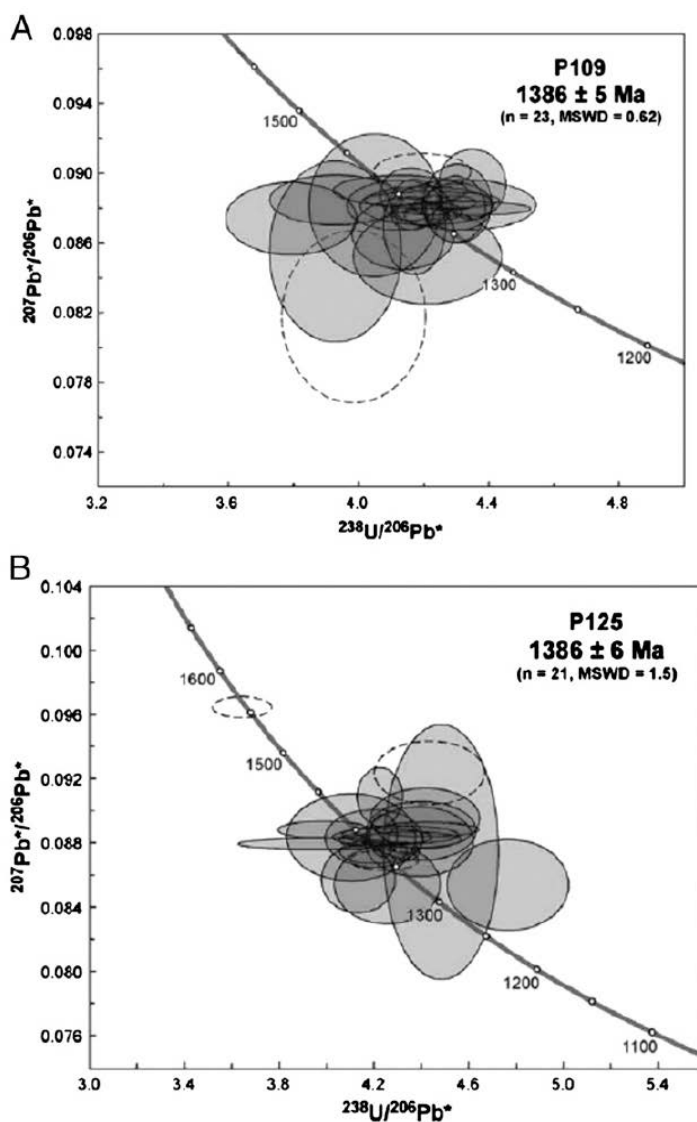 A
0.098
0.094
0.090
0.086
0.082
0.078
0.074
207Pb*/206Pb*
P109
1386 ± 5 Ma
(n = 23, MSWD = 0.62)
1500
1300
1200
3.2 3.6 4.0 4.4 4.8
238U/206Pb*
B
0.104
0.100
0.096
0.092
0.088
0.084
0.080
0.076
207Pb*/206Pb*
P125
1386 ± 6 Ma
(n = 21, MSWD = 1.5)
1600
1500
1300
1200
1100
3.0 3.4 3.8 4.2 4.6 5.0 5.4
238U/206Pb*